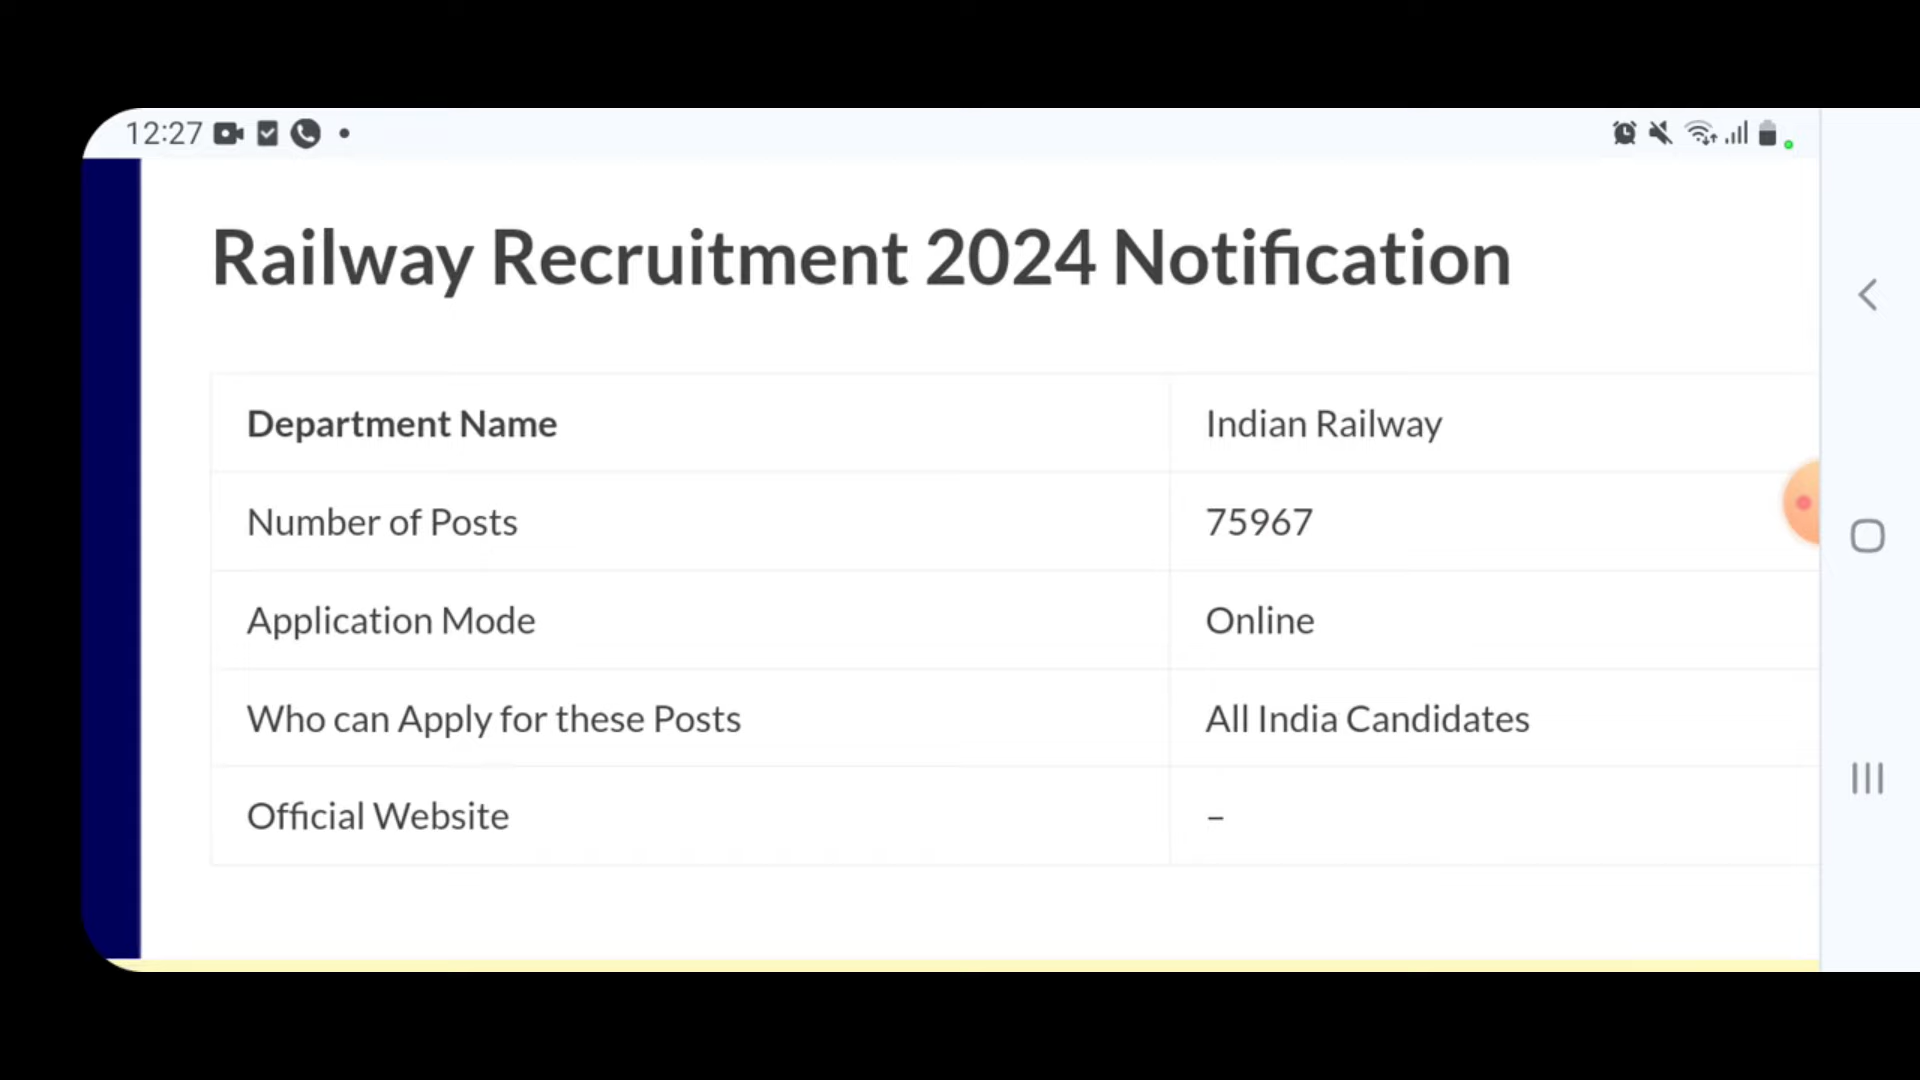 12:27
Railway Recruitment 2024 Notification
Department Name Indian Railway
Number of Posts 75967
Application Mode Online
Who can Apply for these Posts All India Candidates
Official Website –